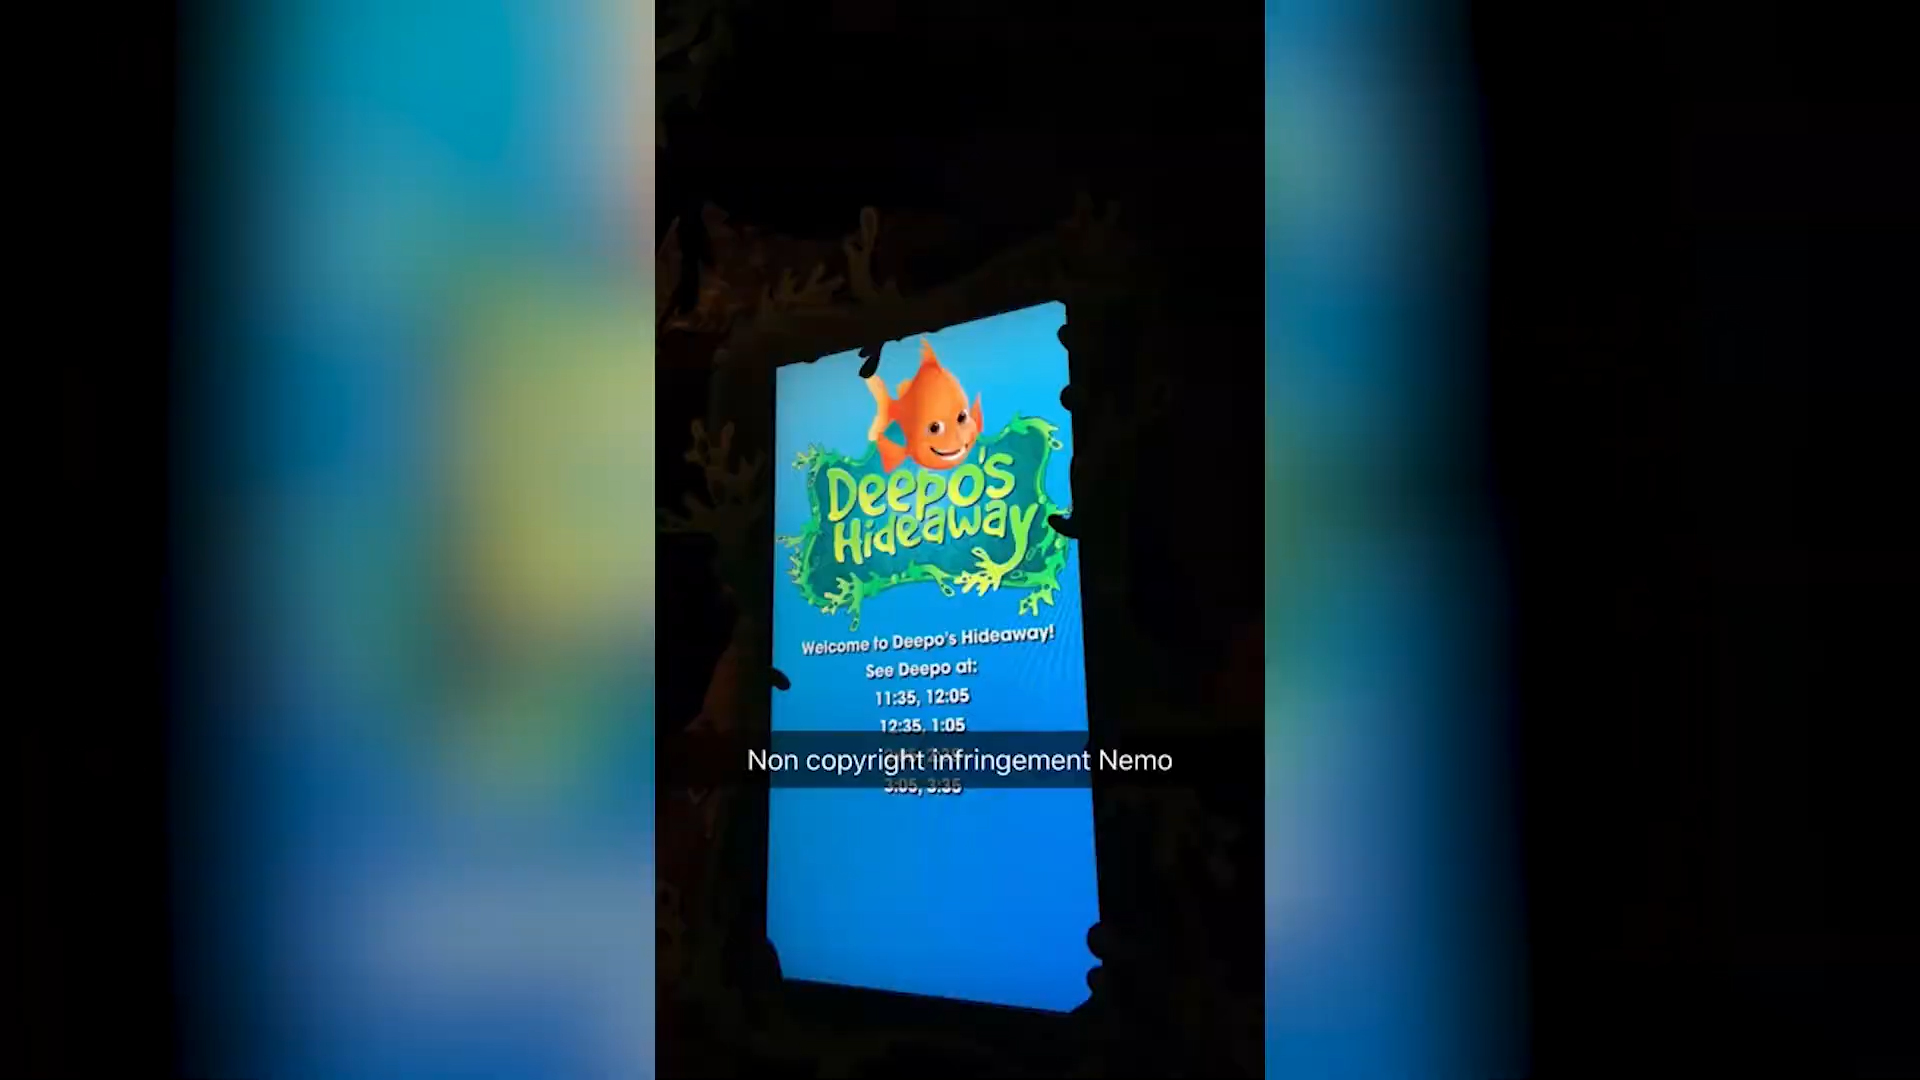 Deepo's
Hideaway
Welcome to Deepo's Hideaway!
See Deepo at:
11:35, 12:05
12:35, 1:05
Non copyright infringement Nemo
3:05, 3:35